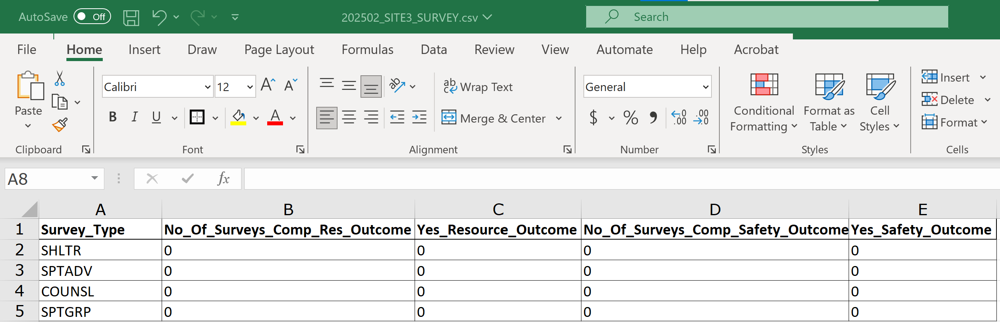 AutoSave Off 202502_SITE3_SURVEY.csv Search
File Home Insert Draw Page Layout Formulas Data Review View Automate Help Acrobat
Paste
Clipboard
Calibri 12
B I U A
Font
ab
Wrap Text
Merge & Center
Alignment
General
$ % , .0 .00 .00 .0
Number
Conditional Formatting
Format as Table
Cell Styles
Styles
Insert
Delete
Format
Cells
A8 fx
A B C D E
1 Survey_Type No_Of_Surveys_Comp_Res_Outcome Yes_Resource_Outcome No_Of_Surveys_Comp_Safety_Outcome Yes_Safety_Outcome
2 SHLTR 0 0 0 0
3 SPTADV 0 0 0 0
4 COUNSL 0 0 0 0
5 SPTGRP 0 0 0 0